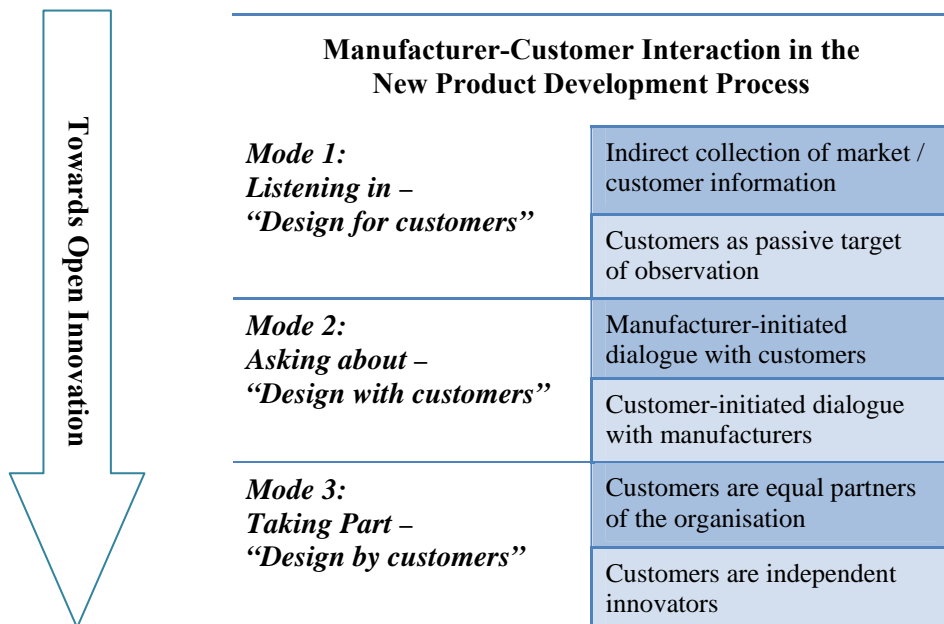 Towards Open Innovation
Manufacturer-Customer Interaction in the
New Product Development Process
Mode 1:
Listening in –
“Design for customers”
Indirect collection of market /
customer information
Customers as passive target
of observation
Mode 2:
Asking about –
“Design with customers”
Manufacturer-initiated
dialogue with customers
Customer-initiated dialogue
with manufacturers
Mode 3:
Taking Part –
“Design by customers”
Customers are equal partners
of the organisation
Customers are independent
innovators